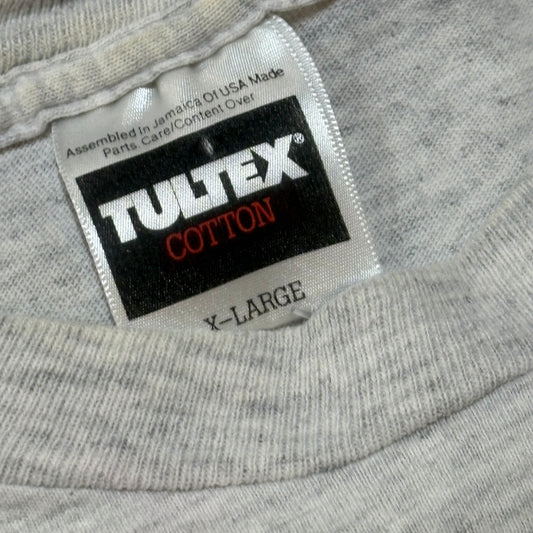 Assembled In Jamaica Of USA Made
Parts. Care/Content Over
TULTEX®
COTTON
X-LARGE